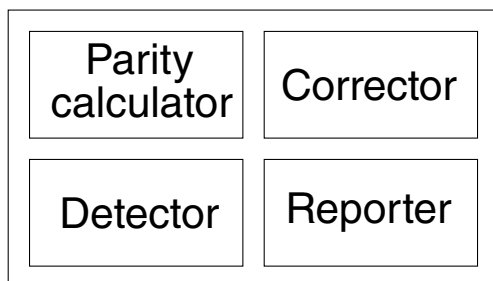 Parity
calculator
Corrector
Detector
Reporter